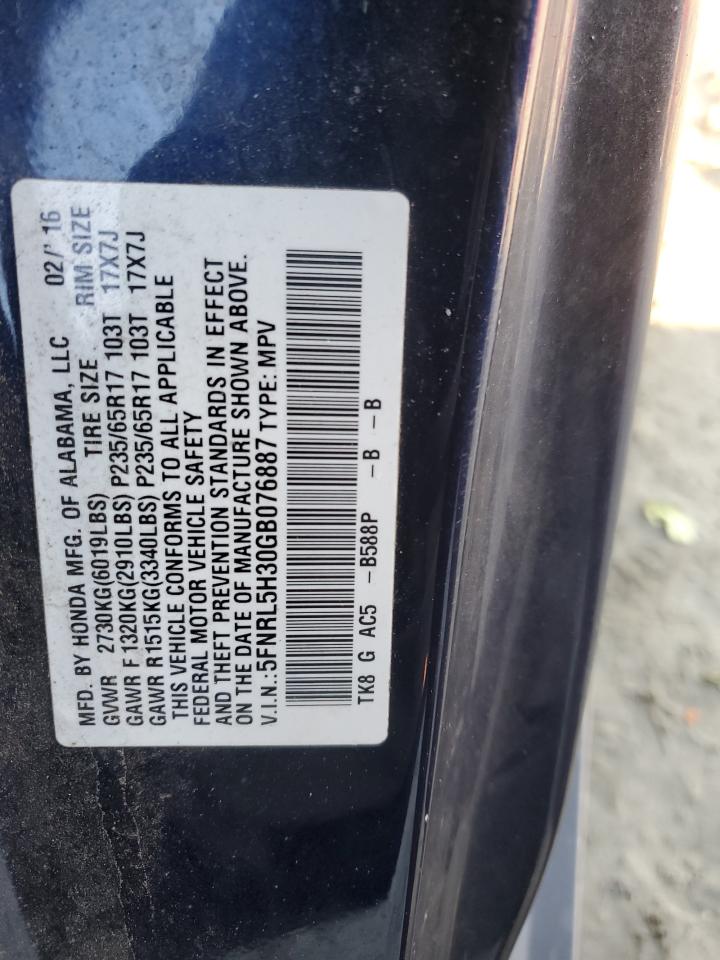 MFD. BY HONDA MFG. OF ALABAMA, LLC 02/'16
GVWR 2730KG(6019LBS) TIRE SIZE RIM SIZE
GAWR F 1320KG(2910LBS) P235/65R17 103T 17X7J
GAWR R 1515KG(3340LBS) P235/65R17 103T 17X7J
THIS VEHICLE CONFORMS TO ALL APPLICABLE
FEDERAL MOTOR VEHICLE SAFETY
AND THEFT PREVENTION STANDARDS IN EFFECT
ON THE DATE OF MANUFACTURE SHOWN ABOVE.
V.I.N.:5FNRL5H30GB076887 TYPE: MPV
TK8 G AC5 -B588P -B -B